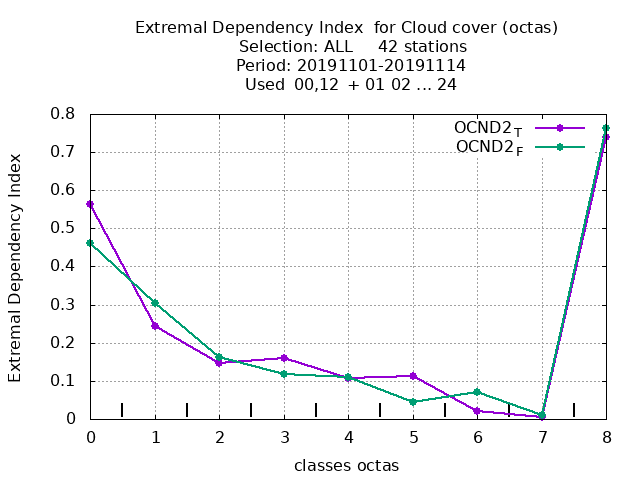 Extremal Dependency Index  for Cloud cover (octas)
Selection: ALL     42 stations
Period: 20191101-20191114
Used  00,12  + 01 02 ... 24
OCND2T
OCND2F
0.8
0.7
0.6
0.5
0.4
0.3
0.2
0.1
0
Extremal Dependency Index
0 1 2 3 4 5 6 7 8
classes octas